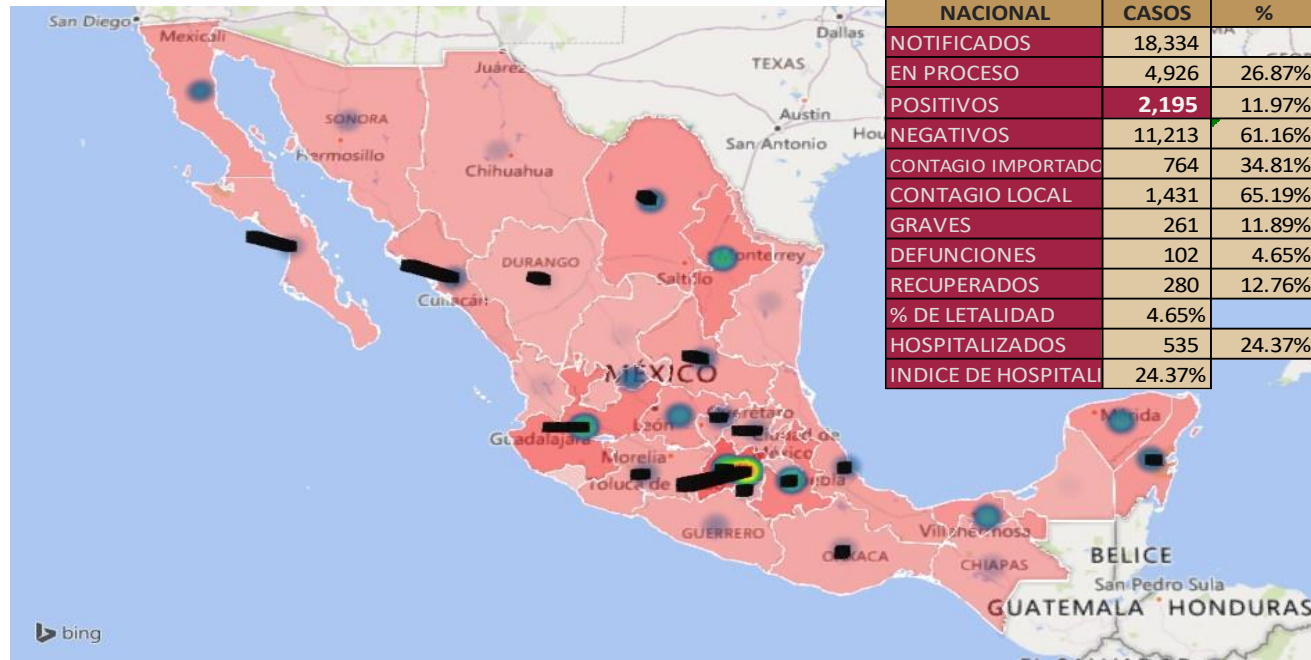 NACIONAL CASOS %
NOTIFICADOS 18,334
EN PROCESO 4,926 26.87%
POSITIVOS 2,195 11.97%
NEGATIVOS 11,213 61.16%
CONTAGIO IMPORTADO 764 34.81%
CONTAGIO LOCAL 1,431 65.19%
GRAVES 261 11.89%
DEFUNCIONES 102 4.65%
RECUPERADOS 280 12.76%
% DE LETALIDAD 4.65%
HOSPITALIZADOS 535 24.37%
INDICE DE HOSPITALI 24.37%
San Diego
Mexicali
Dallas
Juárez
TEXAS
Austin
San Antonio
Hou
SONORA
Hermosillo
Chihuahua
Monterrey
DURANGO
Saltillo
Culiacán
MÉXICO
León
Querétaro
Guadalajara
Ciudad de
México
Mérida
Morelia
Toluca de
Puebla
GUERRERO
Villahermosa
OAXACA
CHIAPAS
BELICE
San Pedro Sula
GUATEMALA
HONDURAS
bing